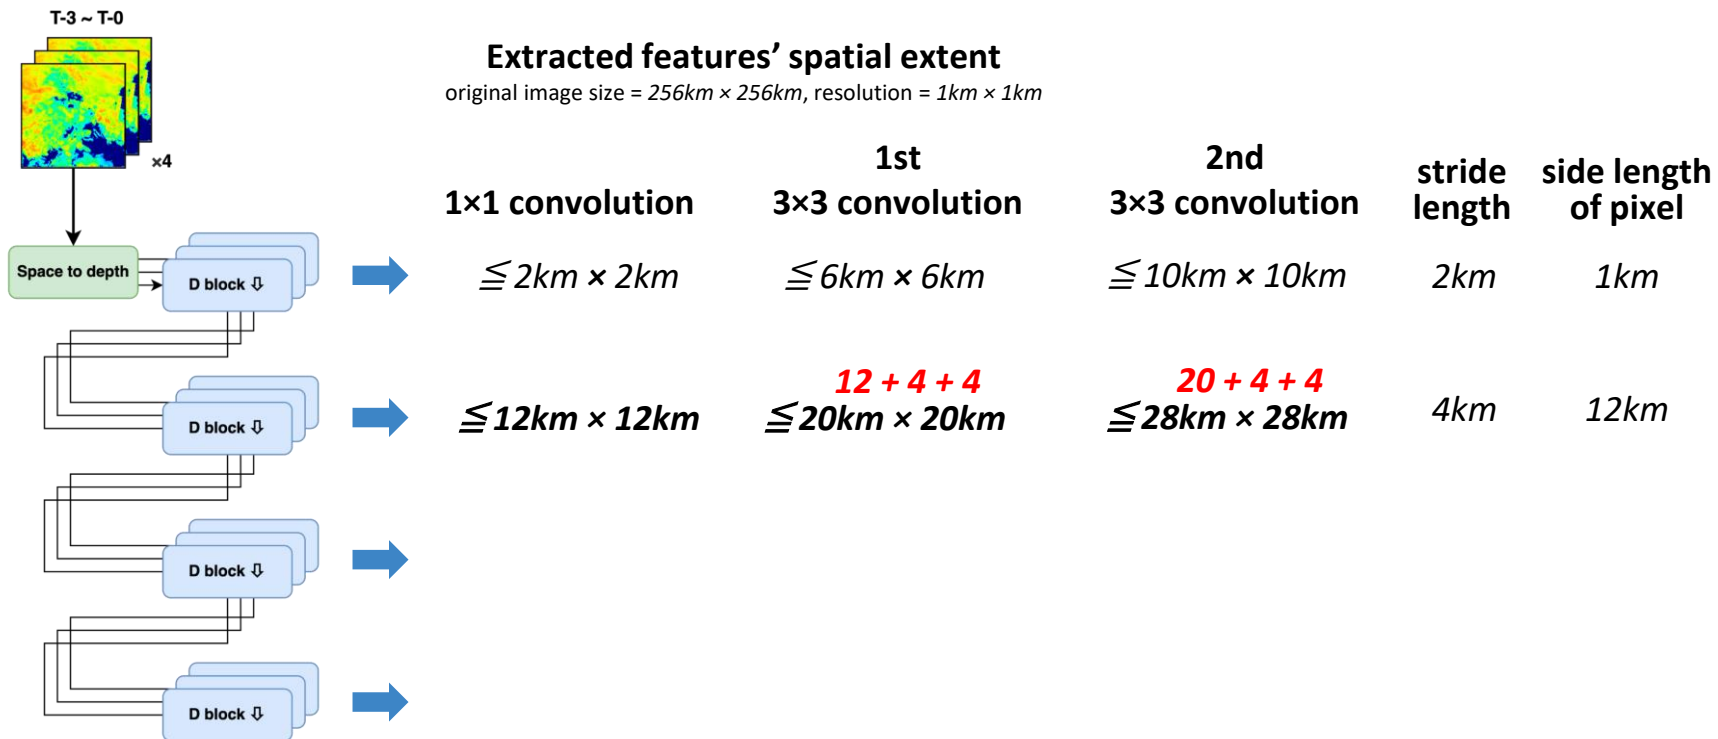 T-3 ~ T-0
×4
Extracted features’ spatial extent
original image size = 256km × 256km, resolution = 1km × 1km
1×1 convolution
1st
3×3 convolution
2nd
3×3 convolution
stride
length
side length
of pixel
Space to depth
D block ⇩
≦2km × 2km
≦6km × 6km
≦10km × 10km
2km
1km
12 + 4 + 4
20 + 4 + 4
D block ⇩
≦12km × 12km
≦20km × 20km
≦28km × 28km
4km
12km
D block ⇩
D block ⇩